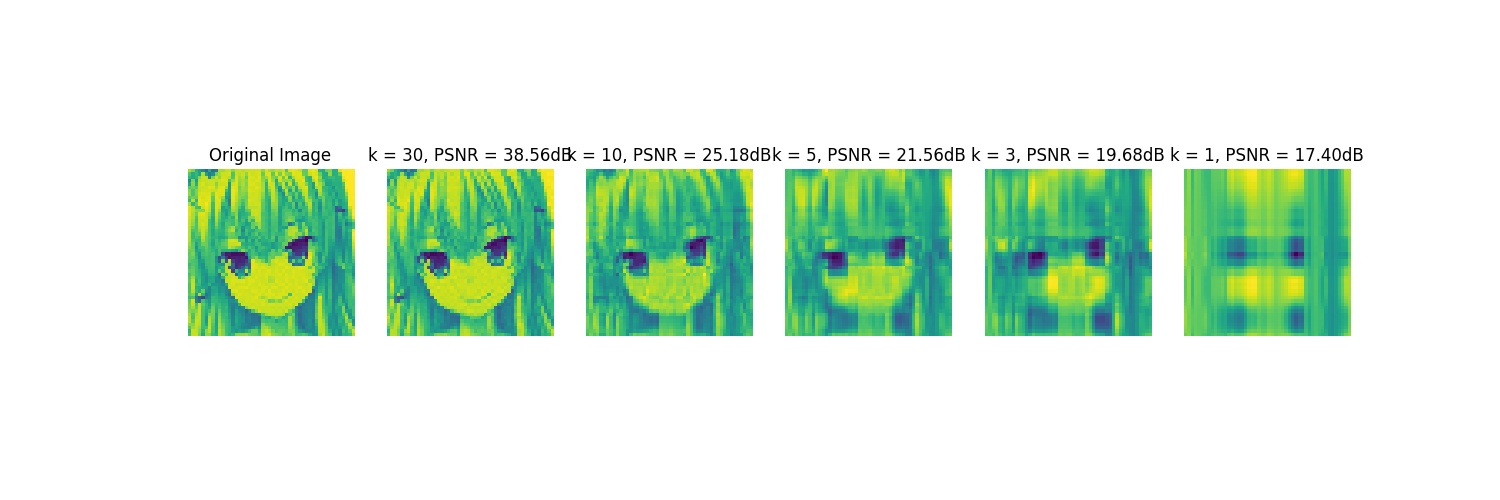 Original Image
k = 30, PSNR = 38.56dB
k = 10, PSNR = 25.18dB
k = 5, PSNR = 21.56dB
k = 3, PSNR = 19.68dB
k = 1, PSNR = 17.40dB